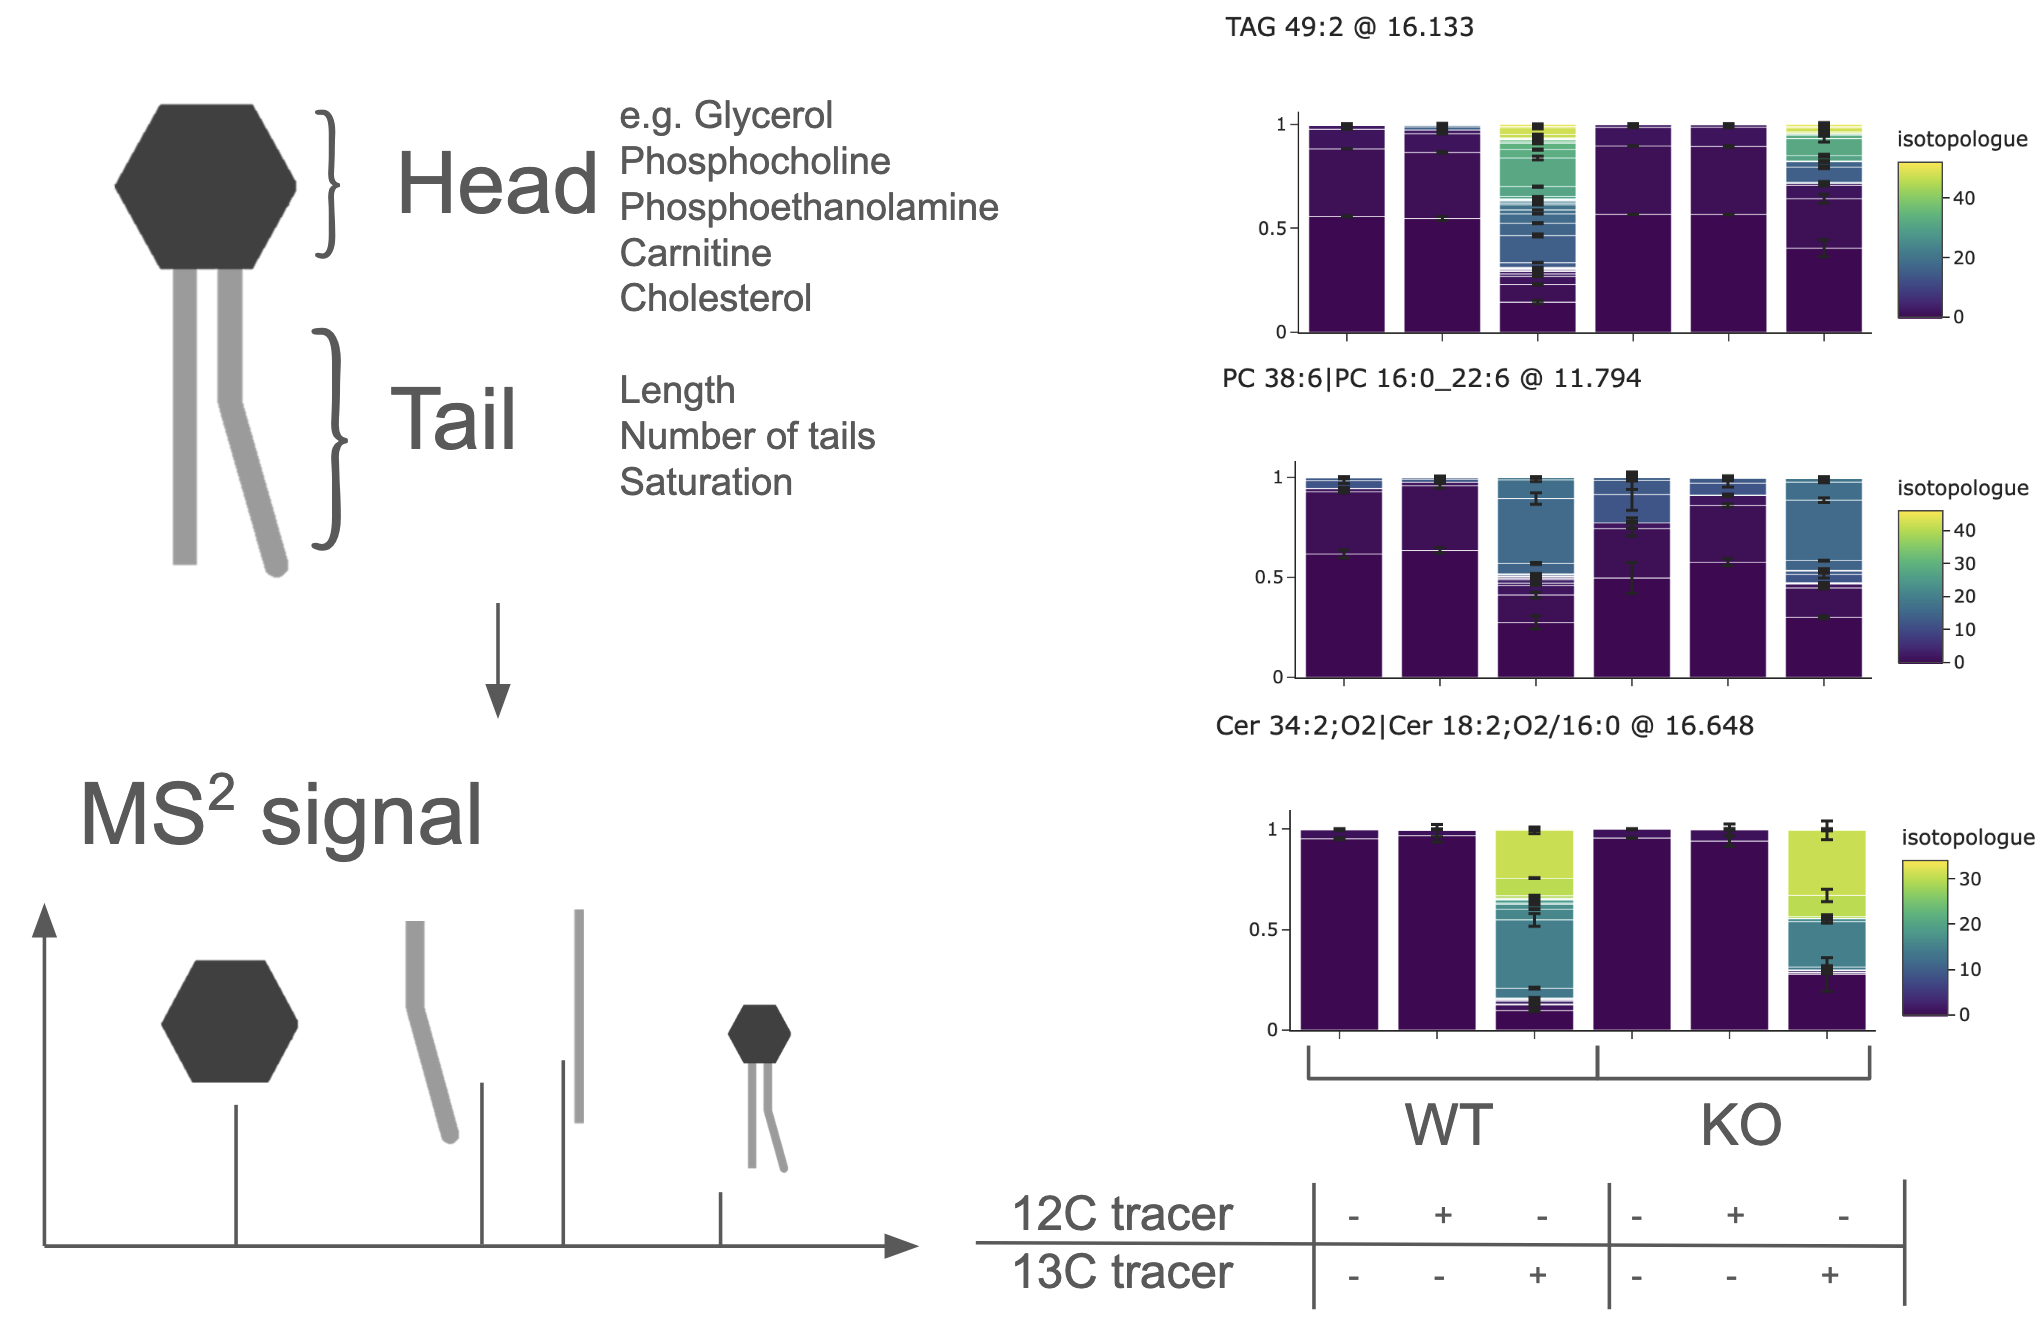 Head
e.g. Glycerol
Phosphocholine
Phosphoethanolamine
Carnitine
Cholesterol
Tail
Length
Number of tails
Saturation
MS² signal
TAG 49:2 @ 16.133
1
0.5
0
isotopologue
40
20
0
PC 38:6|PC 16:0_22:6 @ 11.794
1
0.5
0
isotopologue
40
30
20
10
0
Cer 34:2;O2|Cer 18:2;O2/16:0 @ 16.648
1
0.5
0
isotopologue
30
20
10
0
WT KO
12C tracer - + - - + -
13C tracer - - + - - +